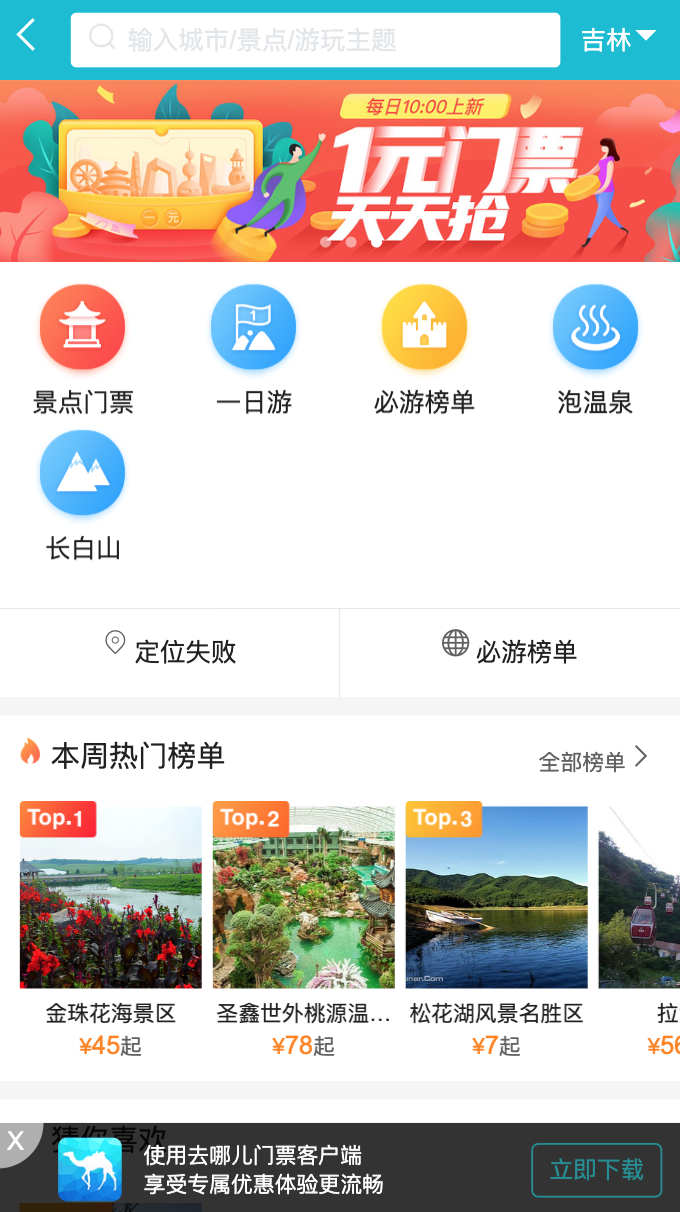 输入城市/景点/游玩主题
吉林
每日10:00上新
1元门票
天天抢
一元
门票
1
景点门票
一日游
必游榜单
泡温泉
长白山
定位失败
必游榜单
本周热门榜单
全部榜单
Top.1
Top.2
Top.3
金珠花海景区
圣鑫世外桃源温...
松花湖风景名胜区
¥45起
¥78起
¥7起
¥56
猜你喜欢
X
使用去哪儿门票客户端
享受专属优惠体验更流畅
立即下载